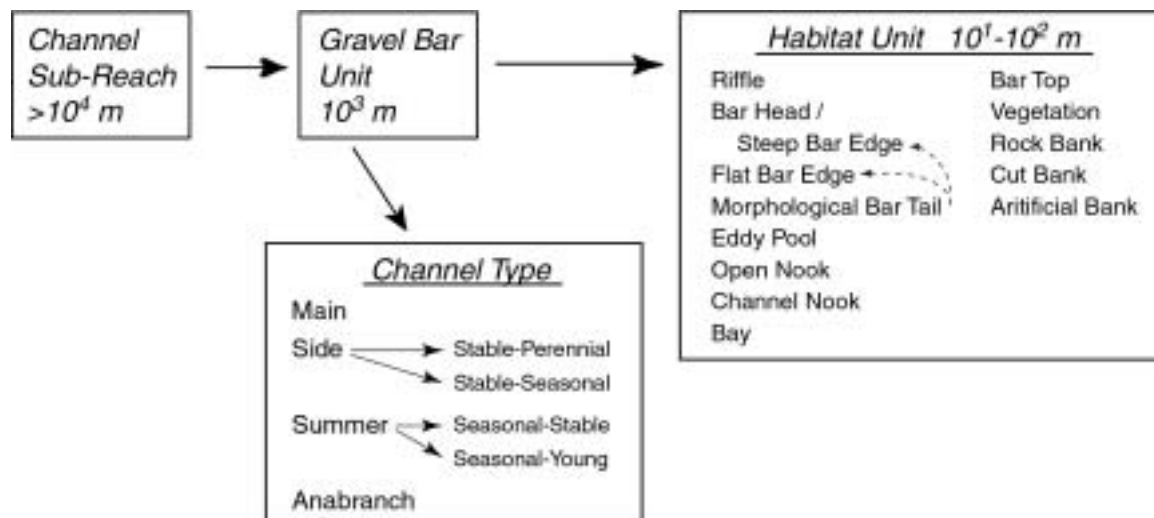 Channel
Sub-Reach
>10⁴ m
Gravel Bar
Unit
10³ m
Habitat Unit 10¹-10² m
Riffle
Bar Head /
Steep Bar Edge
Flat Bar Edge
Morphological Bar Tail
Eddy Pool
Open Nook
Channel Nook
Bay
Bar Top
Vegetation
Rock Bank
Cut Bank
Aritificial Bank
Channel Type
Main
Side
Stable-Perennial
Stable-Seasonal
Summer
Seasonal-Stable
Seasonal-Young
Anabranch